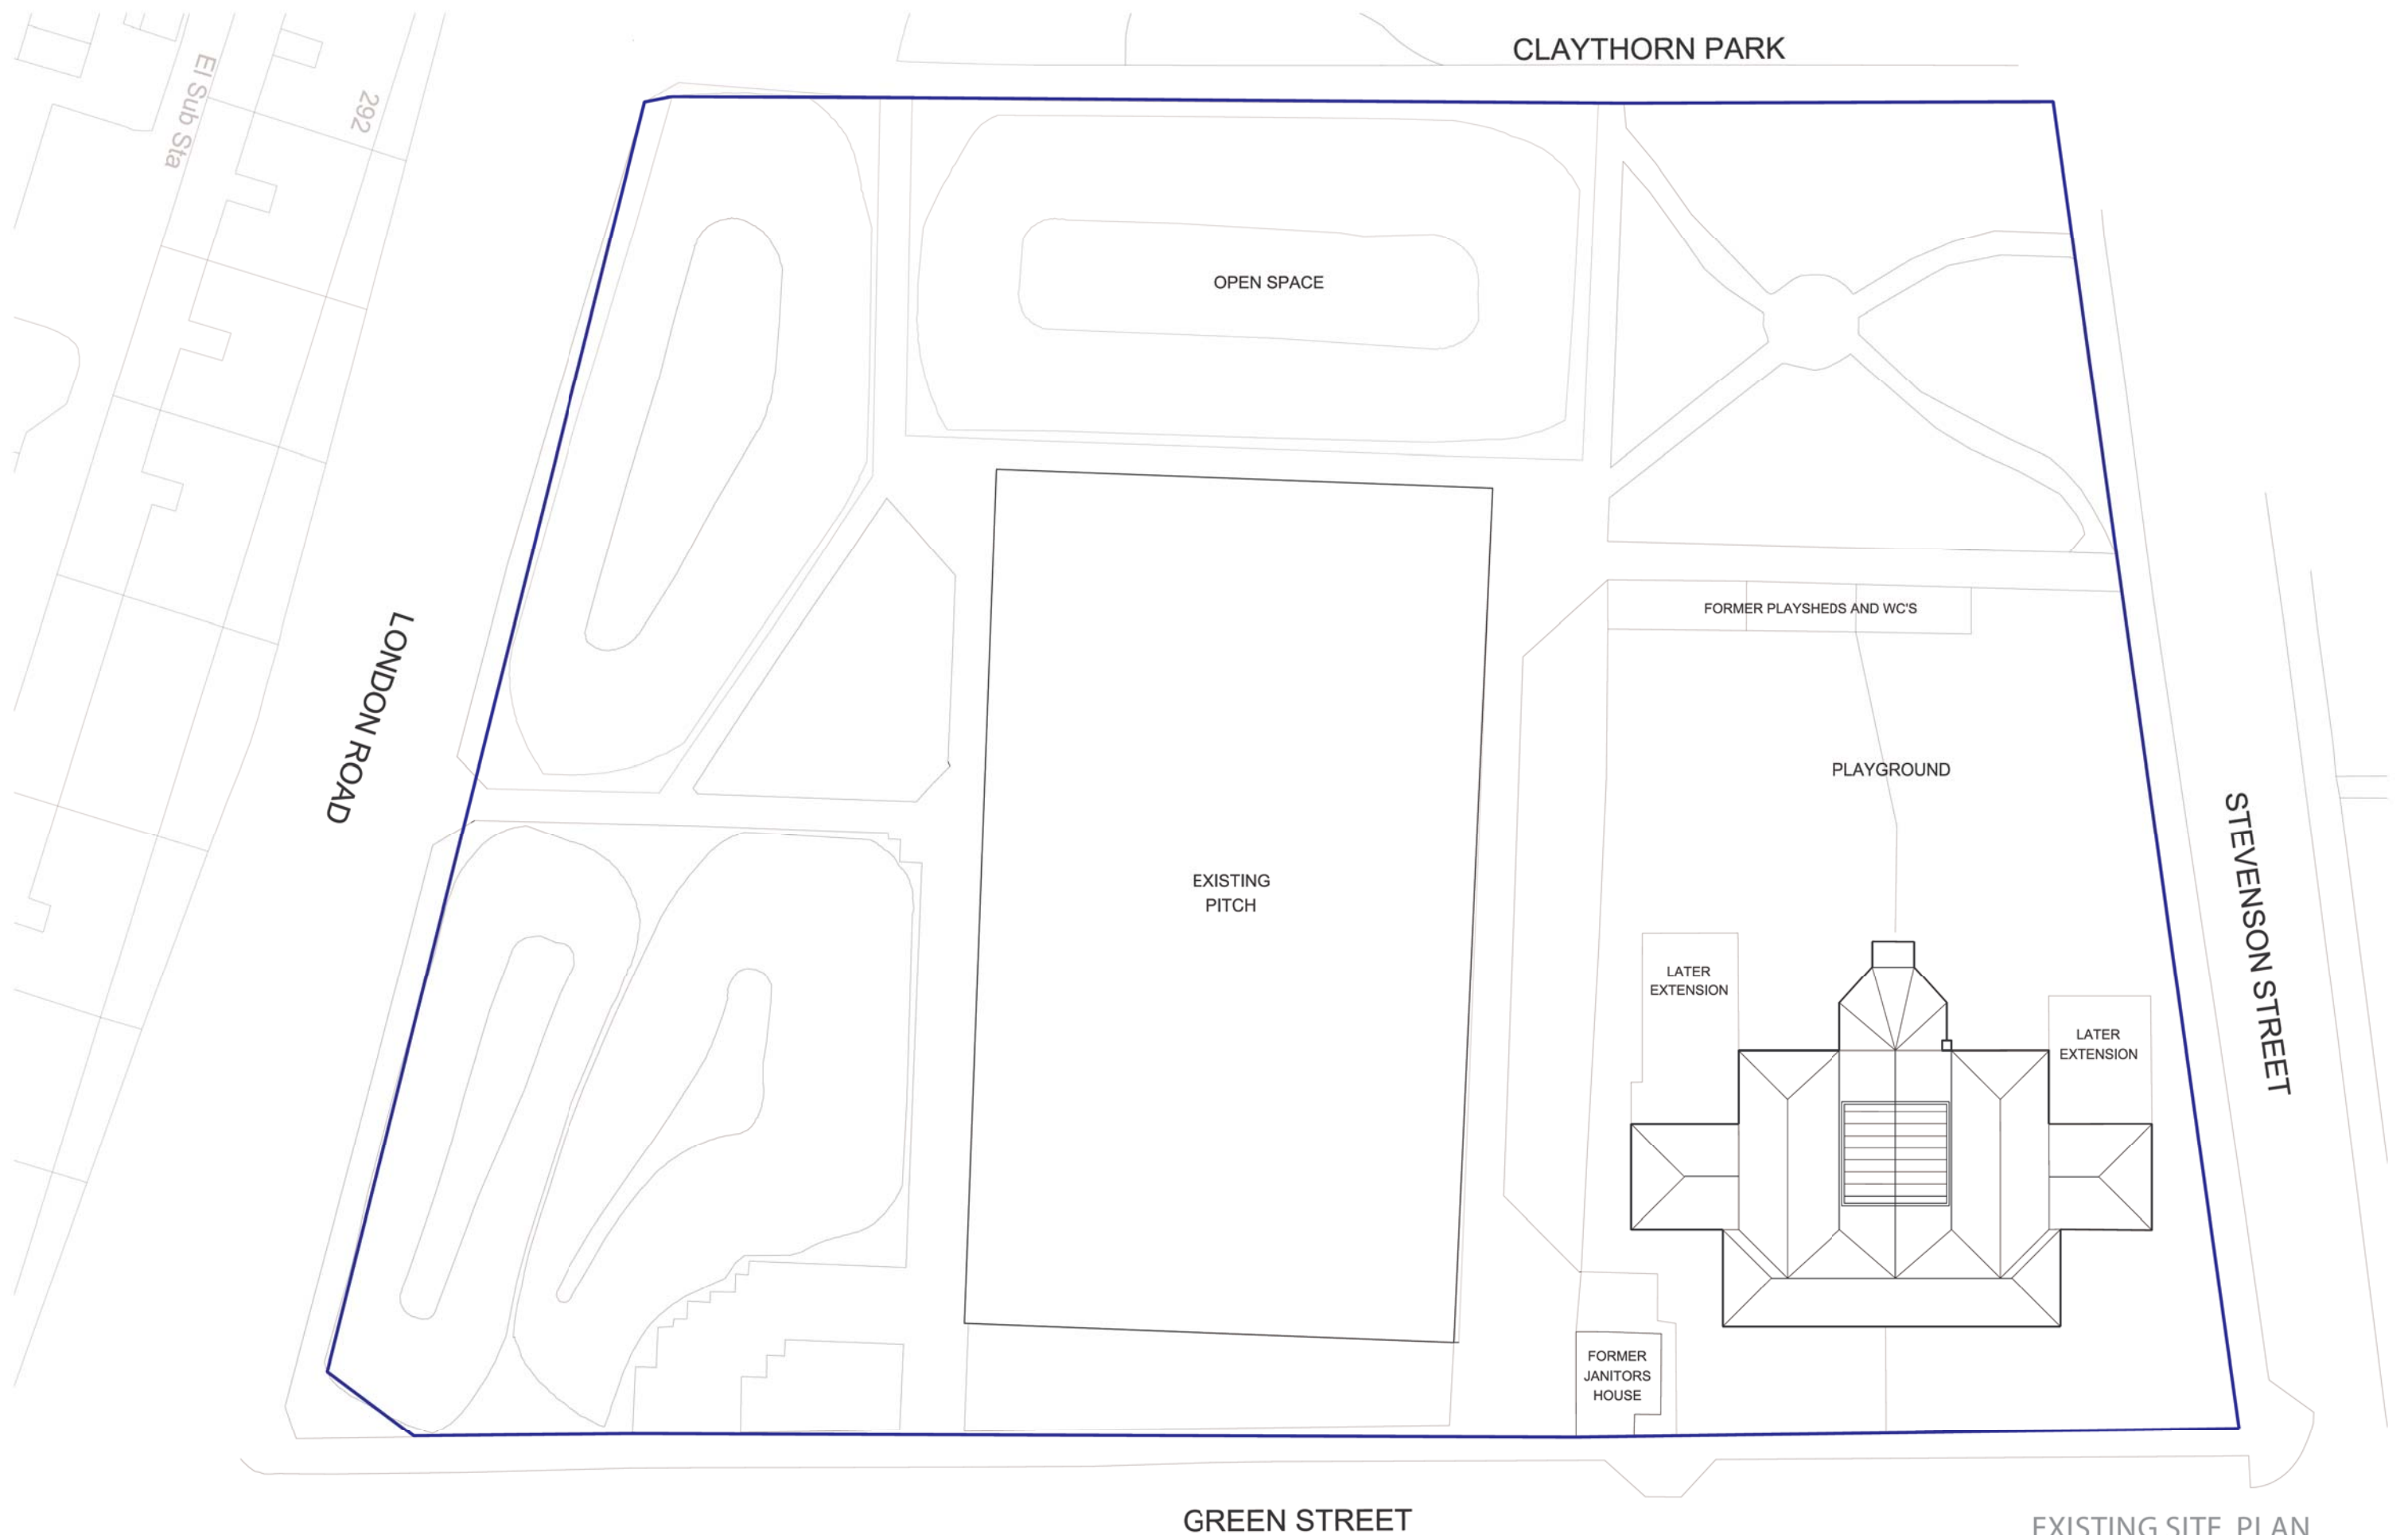 CLAYTHORN PARK
El Sub Sta
292
OPEN SPACE
FORMER PLAYSHEDS AND WC'S
LONDON ROAD
PLAYGROUND
EXISTING
PITCH
STEVENSON STREET
LATER
EXTENSION
LATER
EXTENSION
FORMER
JANITORS
HOUSE
GREEN STREET
EXISTING SITE PLAN